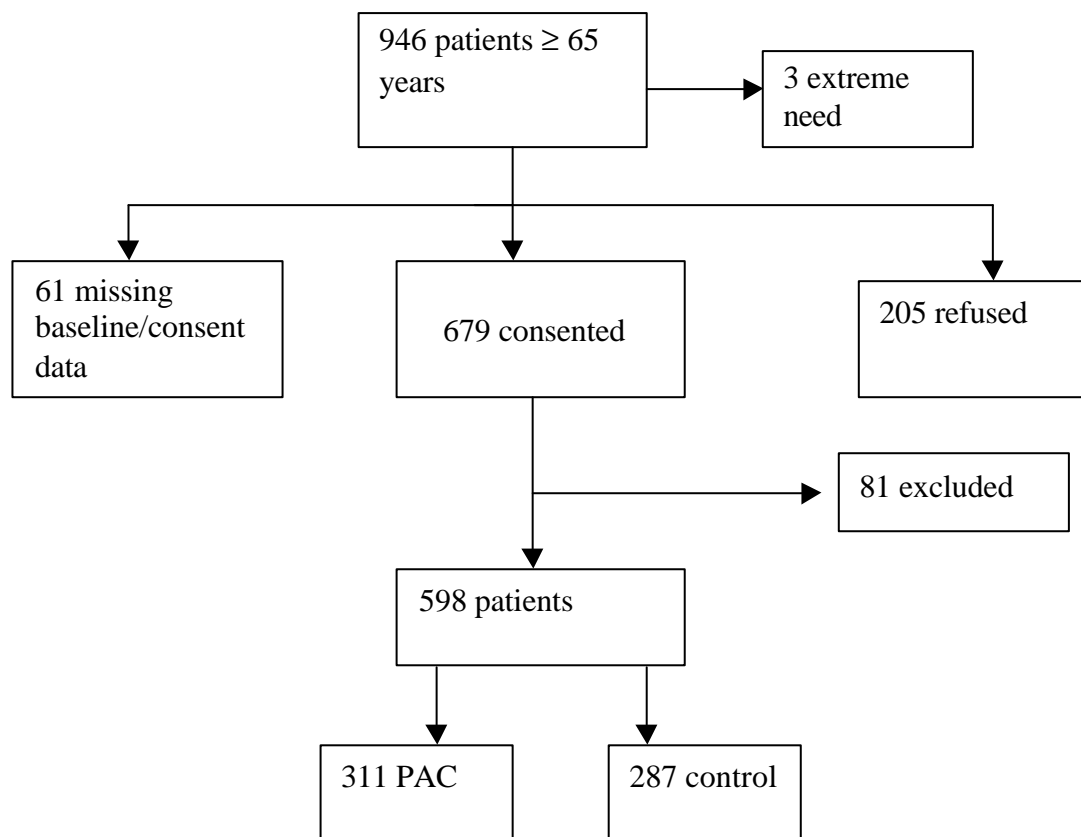 946 patients ≥ 65
years
3 extreme
need
61 missing
baseline/consent
data
679 consented
205 refused
81 excluded
598 patients
311 PAC
287 control